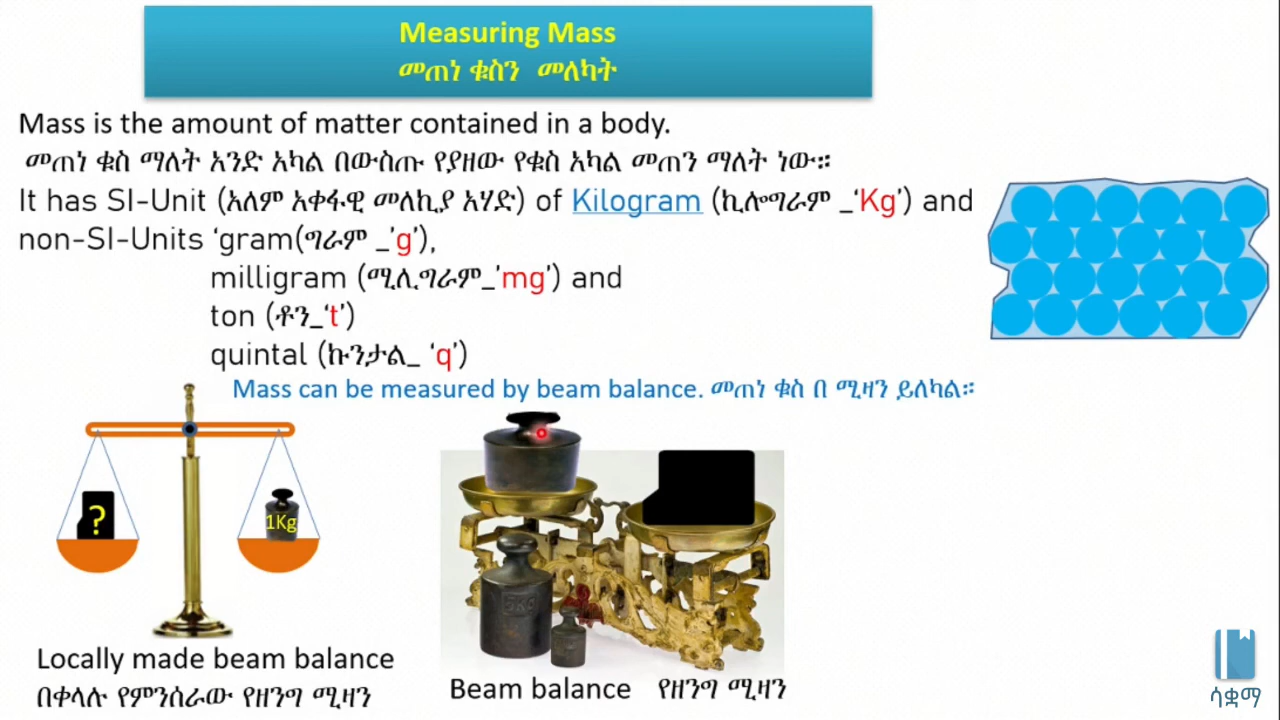 Measuring Mass
መጠነ ቁስን መለካት
Mass is the amount of matter contained in a body.
መጠነ ቁስ ማለት አንድ አካል በውስጡ የያዘው የቁስ አካል መጠን ማለት ነው።
It has SI-Unit (አለም አቀፋዊ መለኪያ አሃድ) of Kilogram (ኪሎግራም _‘Kg’) and
non-SI-Units ‘gram(ግራም _’g’),
milligram (ሚሊግራም_’mg’) and
ton (ቶን_‘t’)
quintal (ኩንታል_ ‘q’)
Mass can be measured by beam balance. መጠነ ቁስ በ ሚዛን ይለካል።
?
1Kg
5KG
Locally made beam balance
በቀላሉ የምንሰራው የዘንግ ሚዛን
Beam balance የዘንግ ሚዛን
ሳቋማ